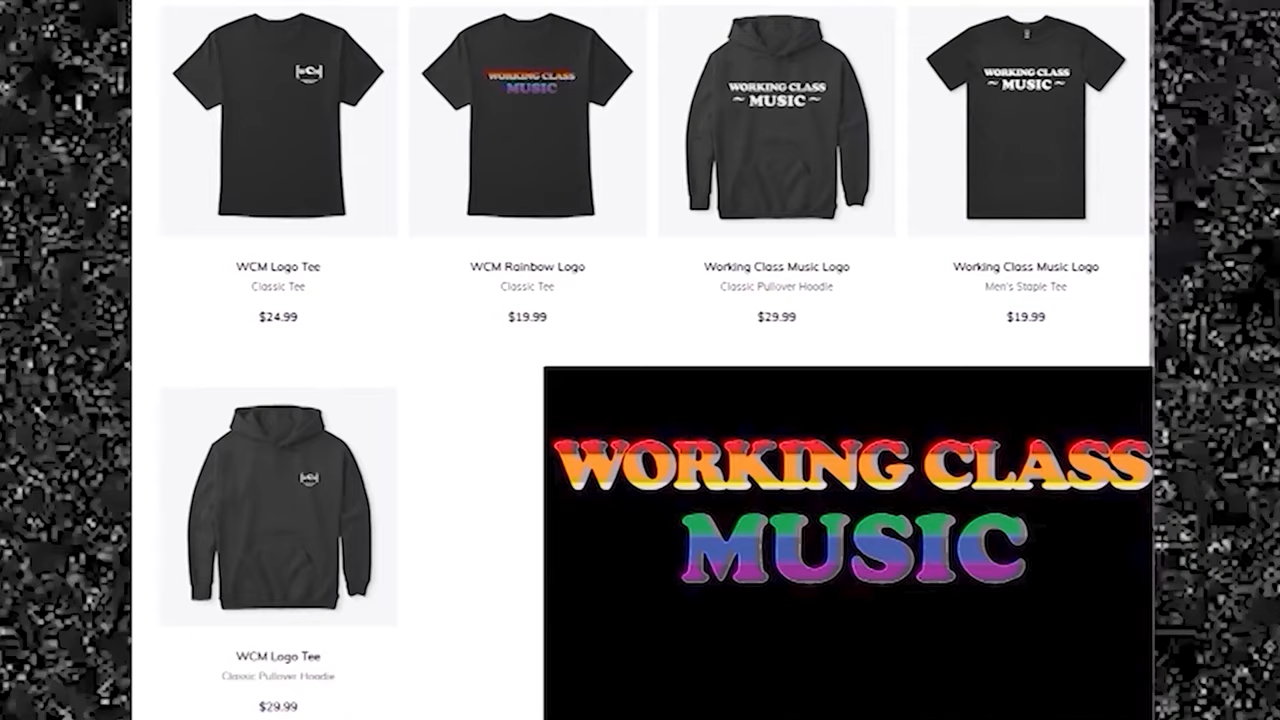 WCM
WORKING CLASS
MUSIC
WORKING CLASS
~ MUSIC ~
WORKING CLASS
~ MUSIC ~
WCM Logo Tee
WCM Rainbow Logo
Working Class Music Logo
Working Class Music Logo
Classic Tee
Classic Tee
Classic Pullover Hoodie
Men's Staple Tee
$24.99
$19.99
$29.99
$19.99
WORKING CLASS
MUSIC
WCM
WCM Logo Tee
Classic Pullover Hoodie
$29.99